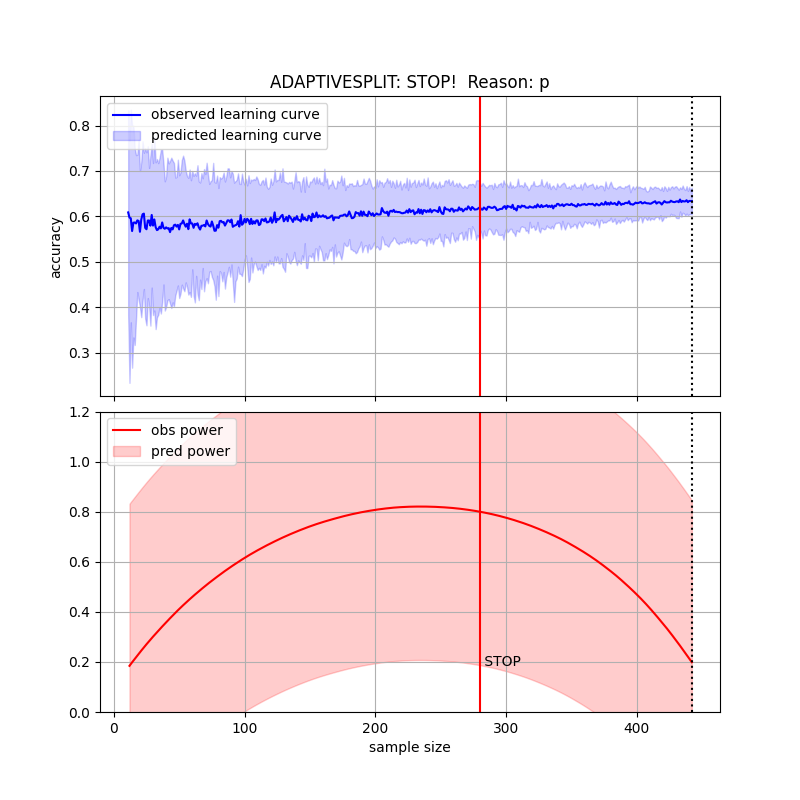 ADAPTIVESPLIT: STOP!  Reason: p
observed learning curve
predicted learning curve
0.8
0.7
0.6
0.5
0.4
0.3
accuracy
obs power
pred power
1.2
1.0
0.8
0.6
0.4
0.2
0.0
STOP
0
100
200
300
400
sample size